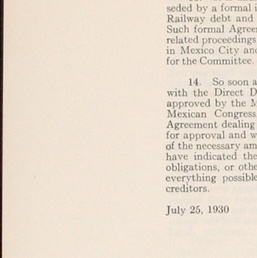 seded by a formal i
Railway debt and
Such formal Agree
related proceedings
in Mexico City and
for the Committee.
14. So soon a
with the Direct D
approved by the M
Mexican Congress
Agreement dealing
for approval and w
of the necessary am
have indicated the
obligations, or othe
everything possible
creditors.
July 25, 1930